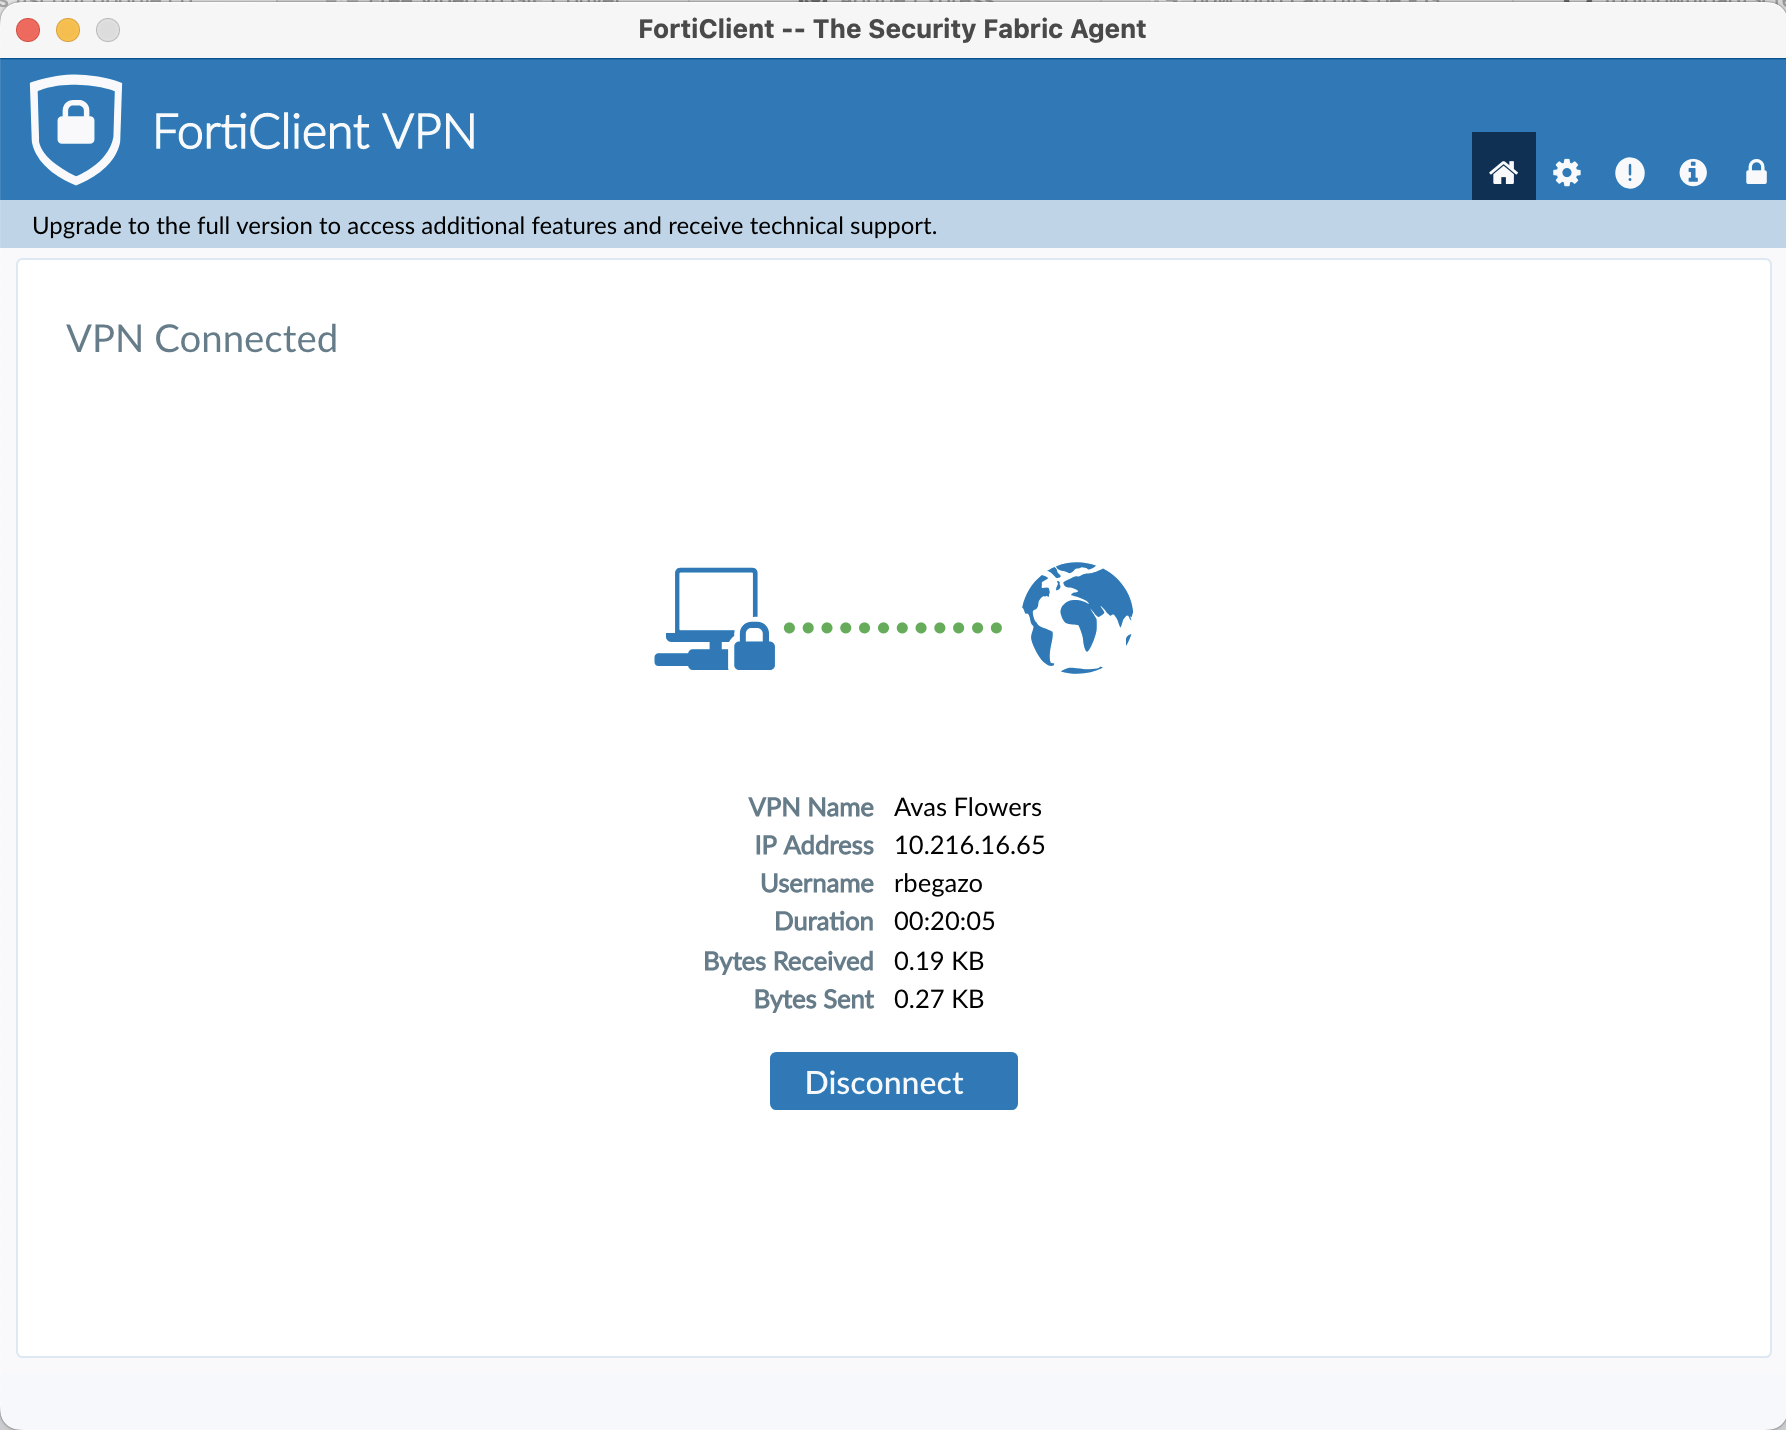 FortiClient -- The Security Fabric Agent
FortiClient VPN
Upgrade to the full version to access additional features and receive technical support.
VPN Connected
VPN Name Avas Flowers
IP Address 10.216.16.65
Username rbegazo
Duration 00:20:05
Bytes Received 0.19 KB
Bytes Sent 0.27 KB
Disconnect